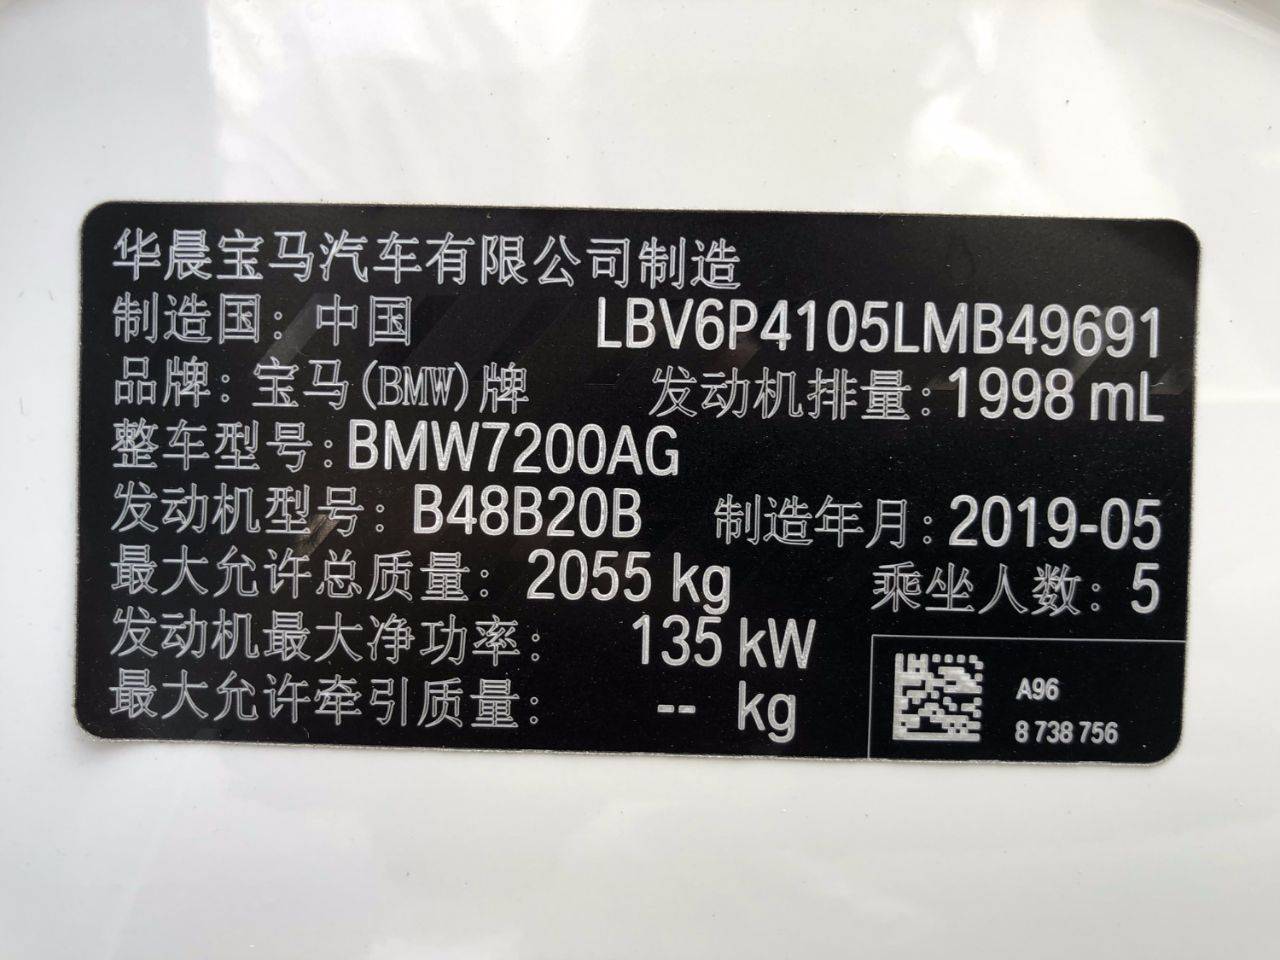 华晨宝马汽车有限公司制造
制造国: 中国 LBV6P4105LMB49691
品牌: 宝马(BMW)牌 发动机排量: 1998 mL
整车型号: BMW7200AG
发动机型号: B48B20B 制造年月: 2019-05
最大允许总质量: 2055 kg 乘坐人数: 5
发动机最大净功率: 135 kW
最大允许牵引质量: -- kg
A96
8 738 756